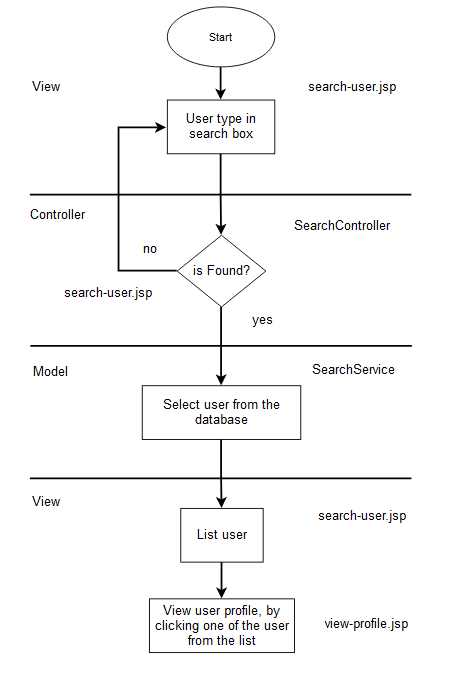 Start
View
search-user.jsp
User type in
search box
Controller
SearchController
no
is Found?
search-user.jsp
yes
Model
SearchService
Select user from the
database
View
search-user.jsp
List user
View user profile, by
clicking one of the user
from the list
view-profile.jsp